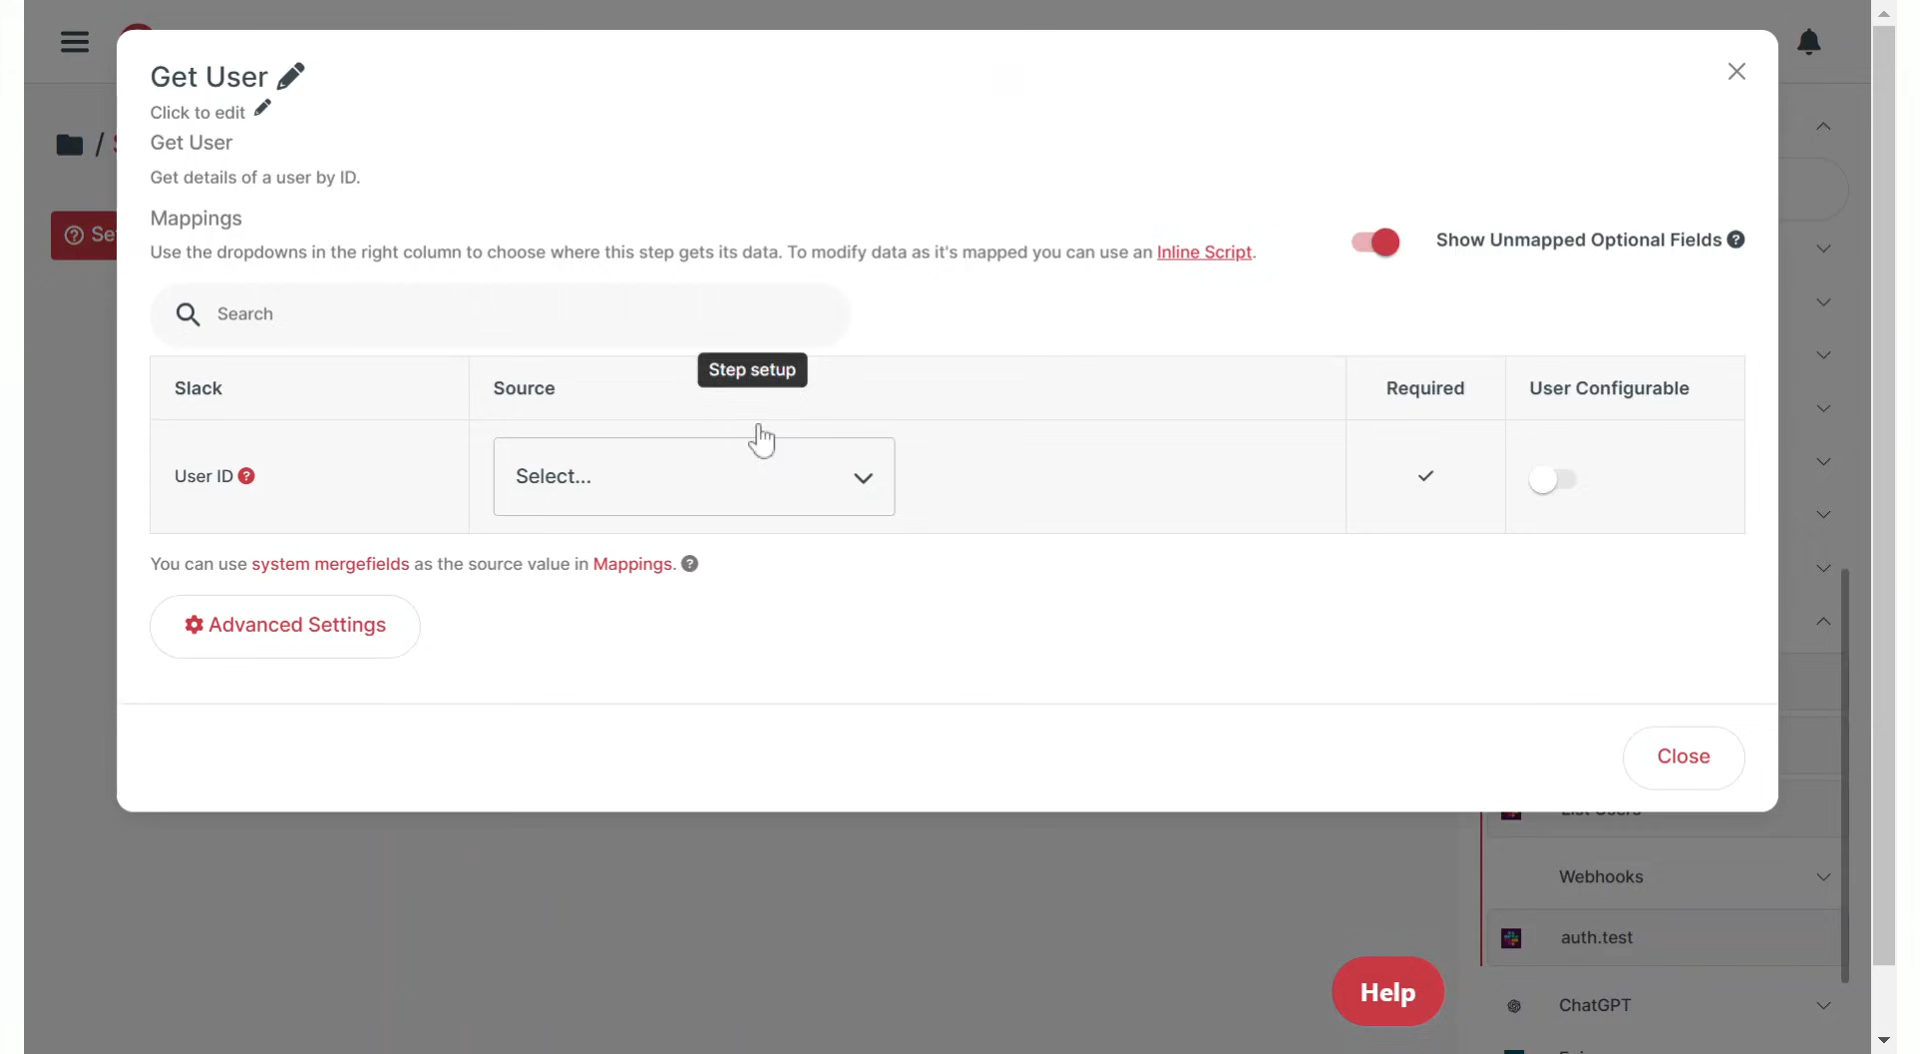 Get User
Click to edit
Get User
Get details of a user by ID.
Mappings
Use the dropdowns in the right column to choose where this step gets its data. To modify data as it's mapped you can use an Inline Script.
Show Unmapped Optional Fields
Search
Step setup
Slack Source Required User Configurable
User ID Select...
You can use system mergefields as the source value in Mappings.
Advanced Settings
Close
List Users
Webhooks
auth.test
Help
ChatGPT